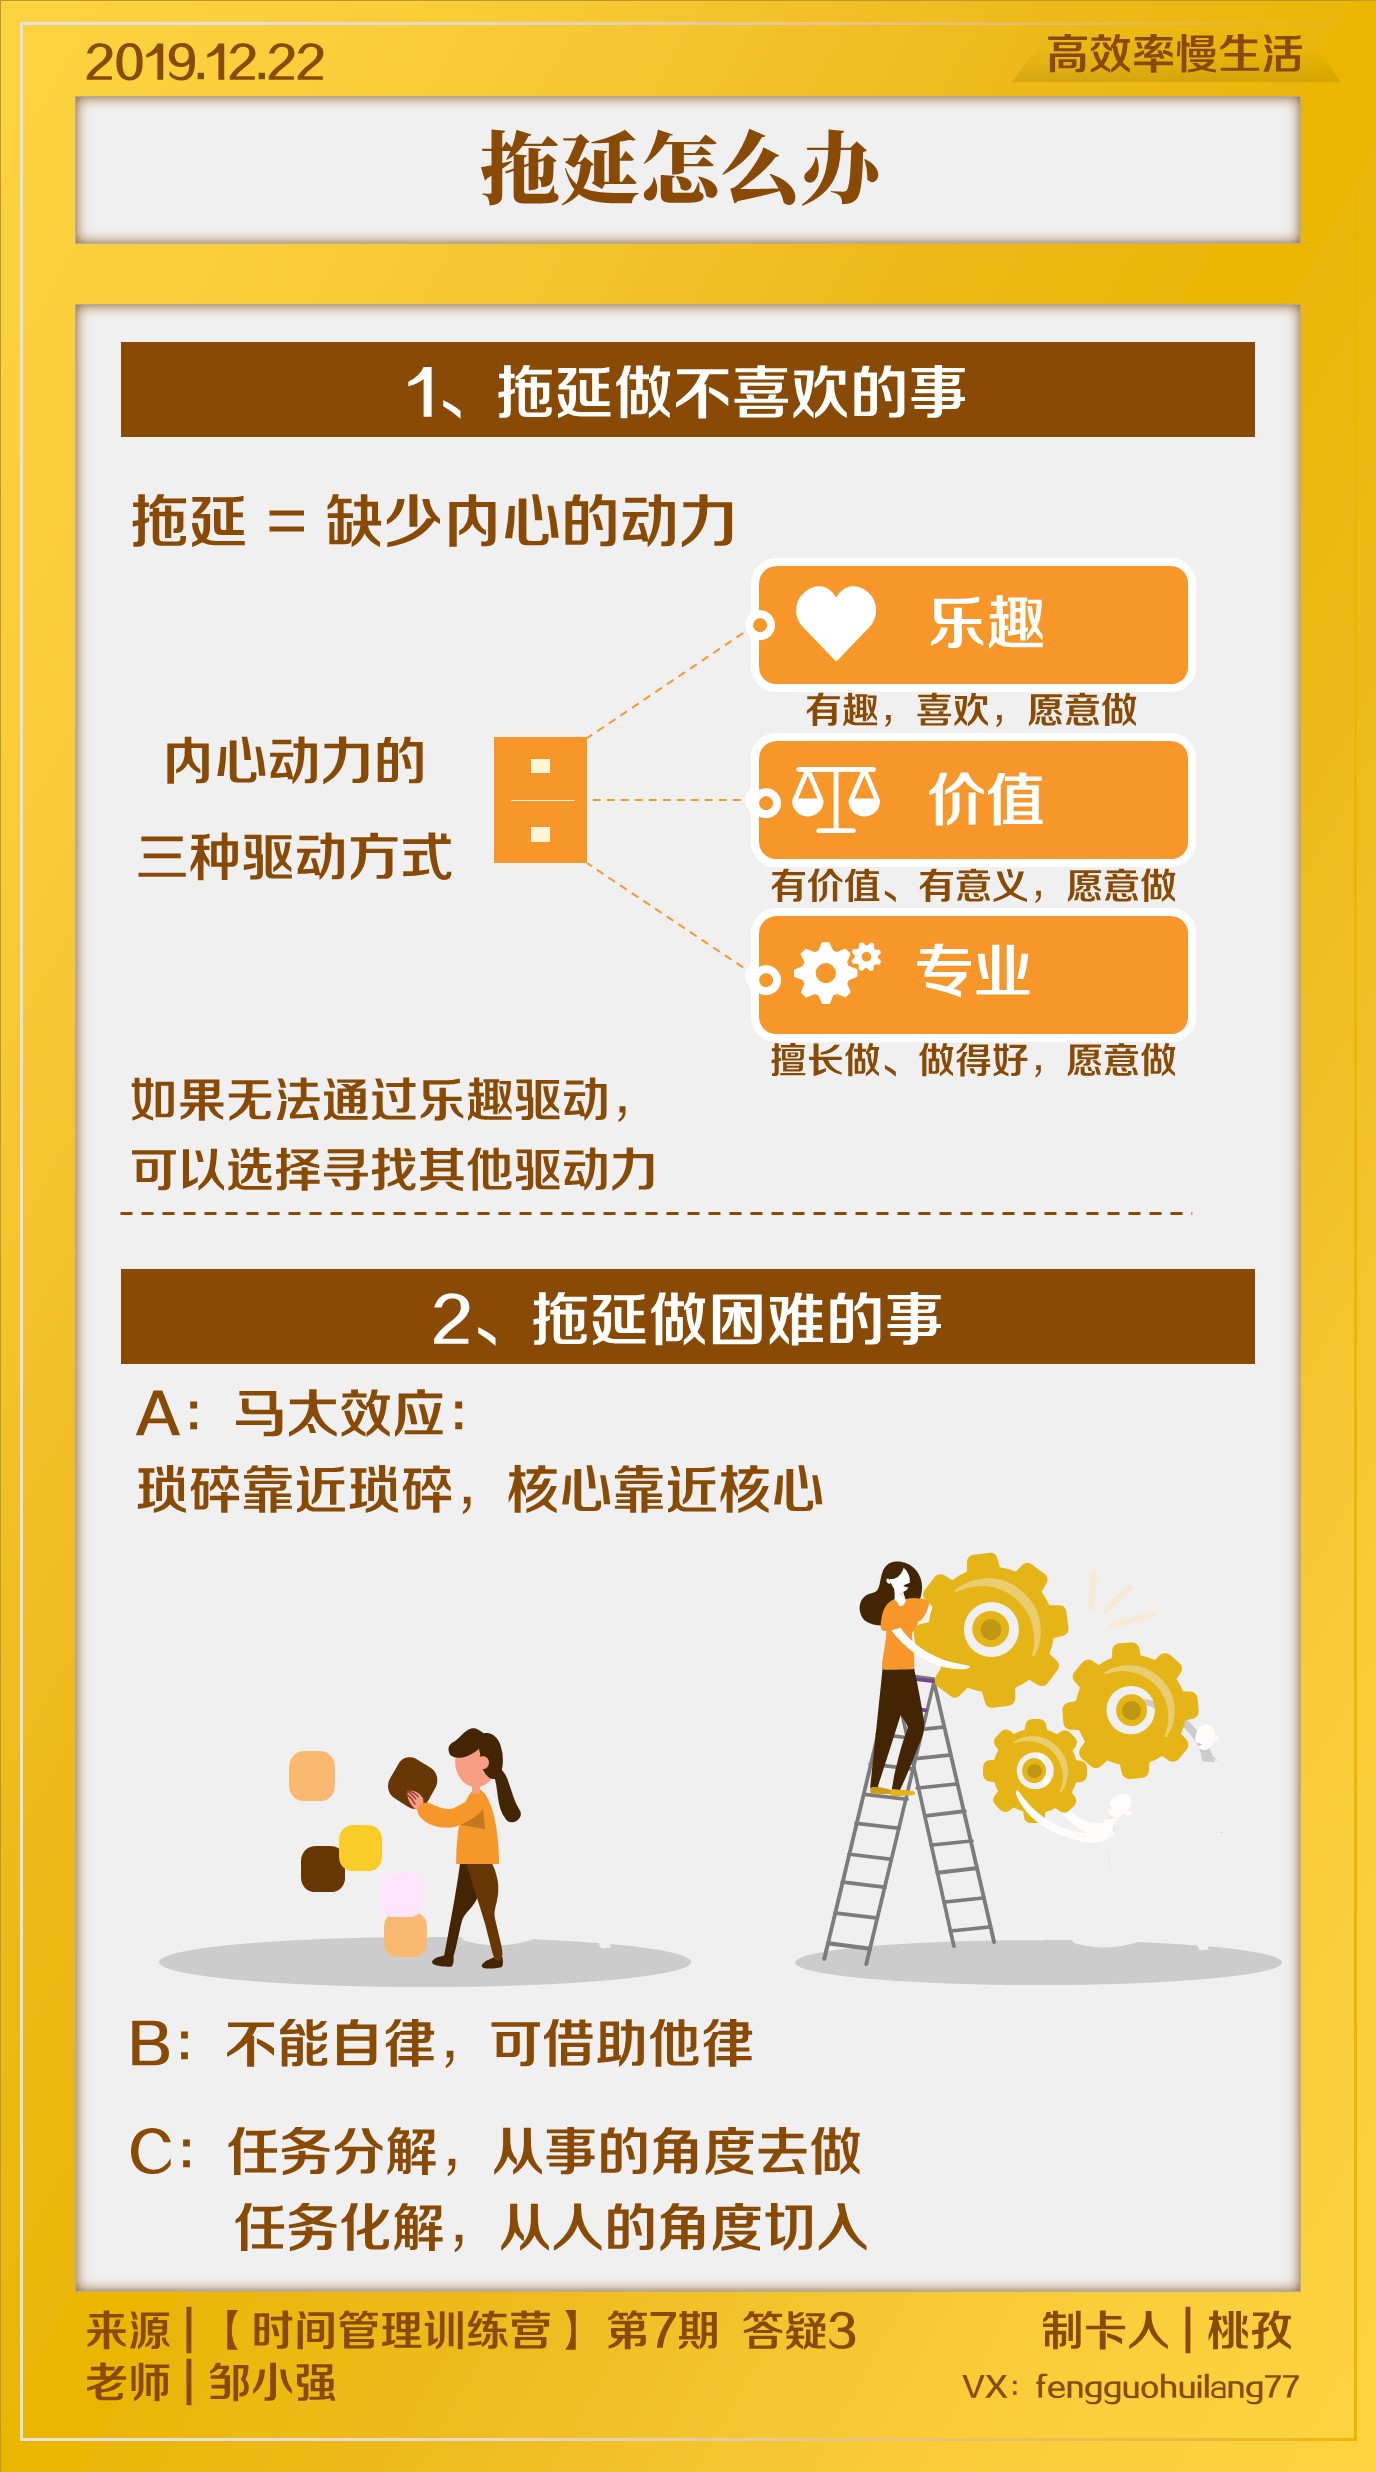 2019.12.22
高效率慢生活
拖延怎么办
1、拖延做不喜欢的事
拖延 = 缺少内心的动力
乐趣
有趣，喜欢，愿意做
内心动力的
三种驱动方式
价值
有价值、有意义，愿意做
专业
擅长做、做得好，愿意做
如果无法通过乐趣驱动，
可以选择寻找其他驱动力
2、拖延做困难的事
A：马太效应：
琐碎靠近琐碎，核心靠近核心
B：不能自律，可借助他律
C：任务分解，从事的角度去做
任务化解，从人的角度切入
来源 | 【 时间管理训练营 】 第7期 答疑3
制卡人 | 桃孜
老师 | 邹小强
VX：fengguohuilang77